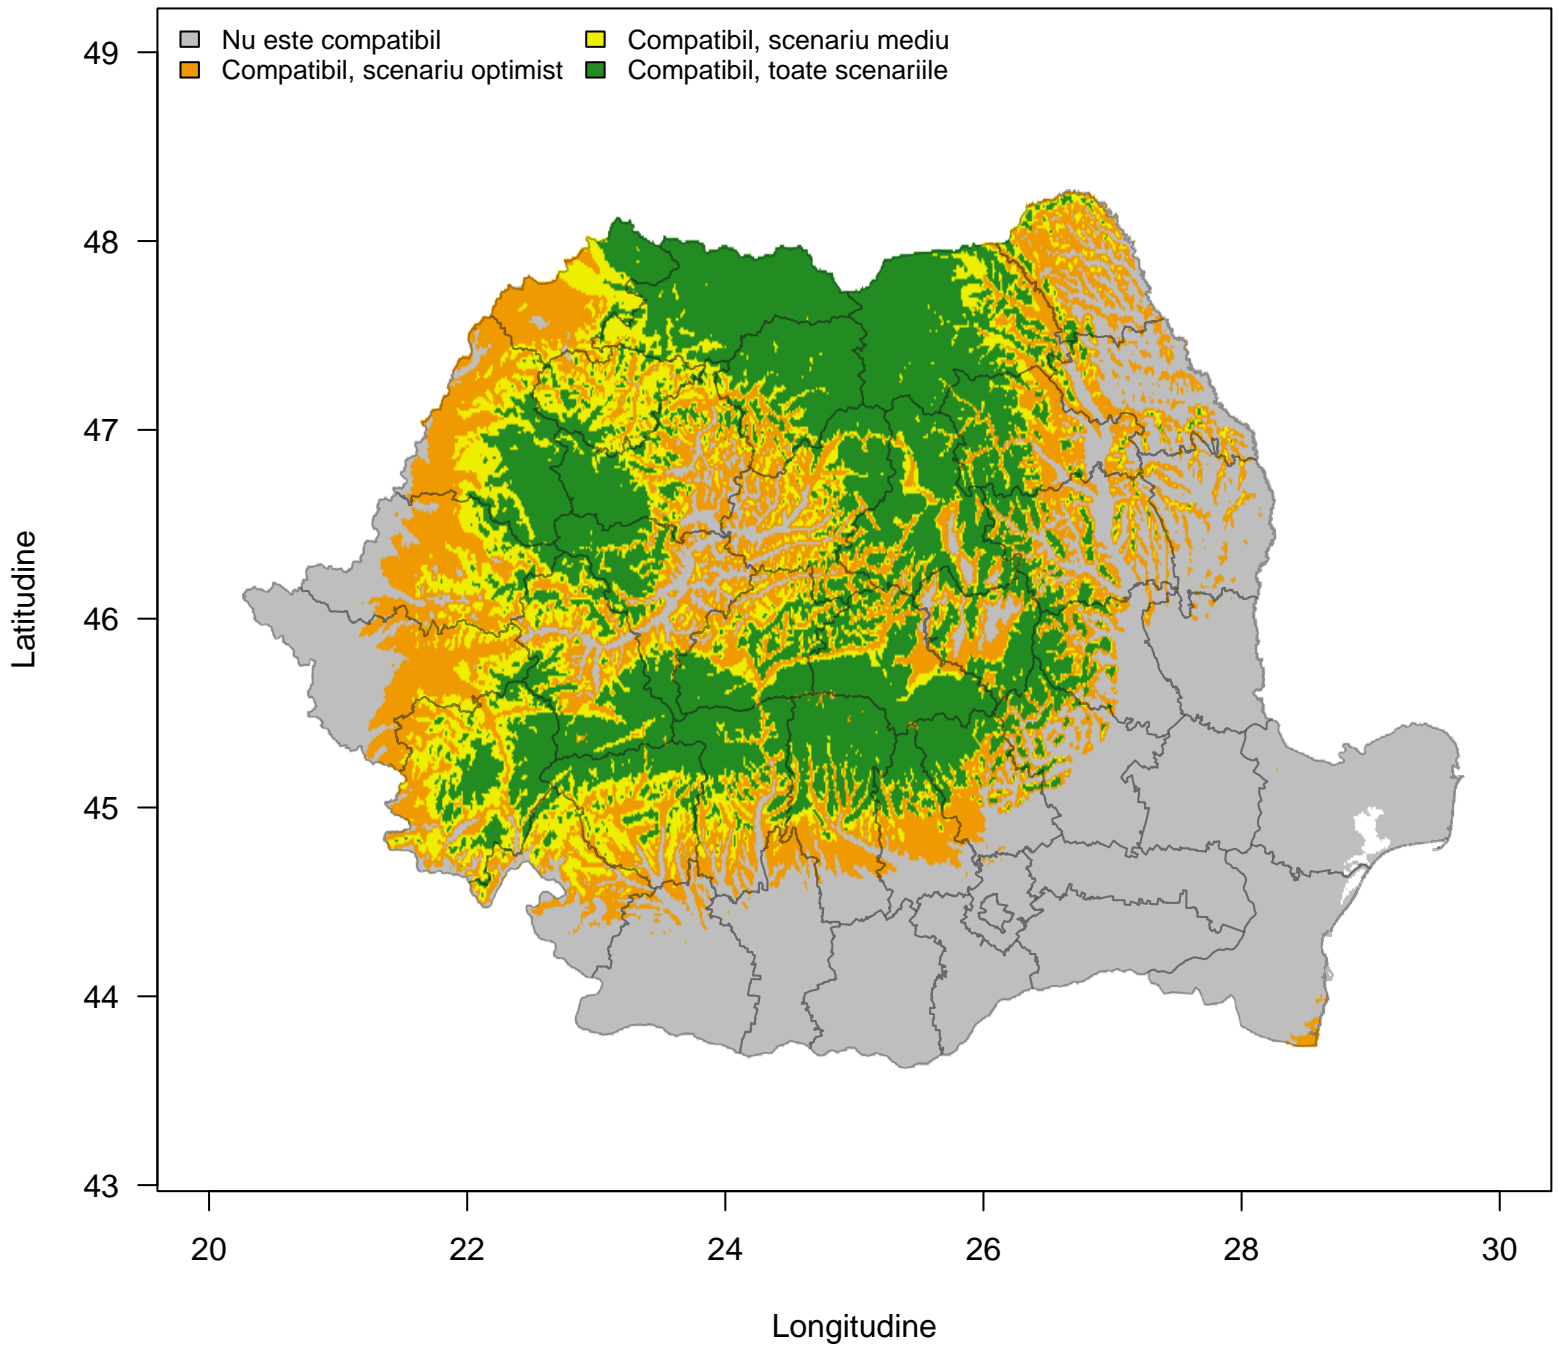 Nu este compatibil
Compatibil, scenariu optimist
Compatibil, scenariu mediu
Compatibil, toate scenariile
49
48
47
46
45
44
43
Latitudine
20 22 24 26 28 30
Longitudine